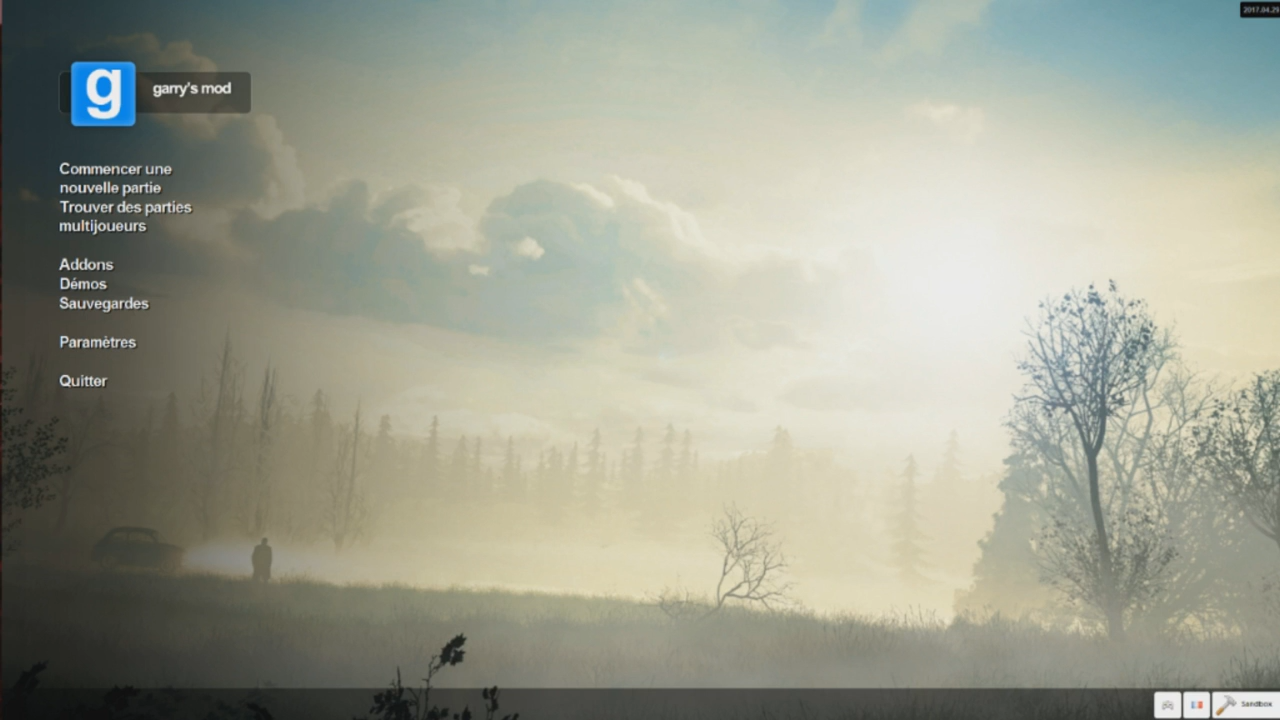 2017.04.29
g
garry's mod
Commencer une
nouvelle partie
Trouver des parties
multijoueurs
Addons
Démos
Sauvegardes
Paramètres
Quitter
Sandbox